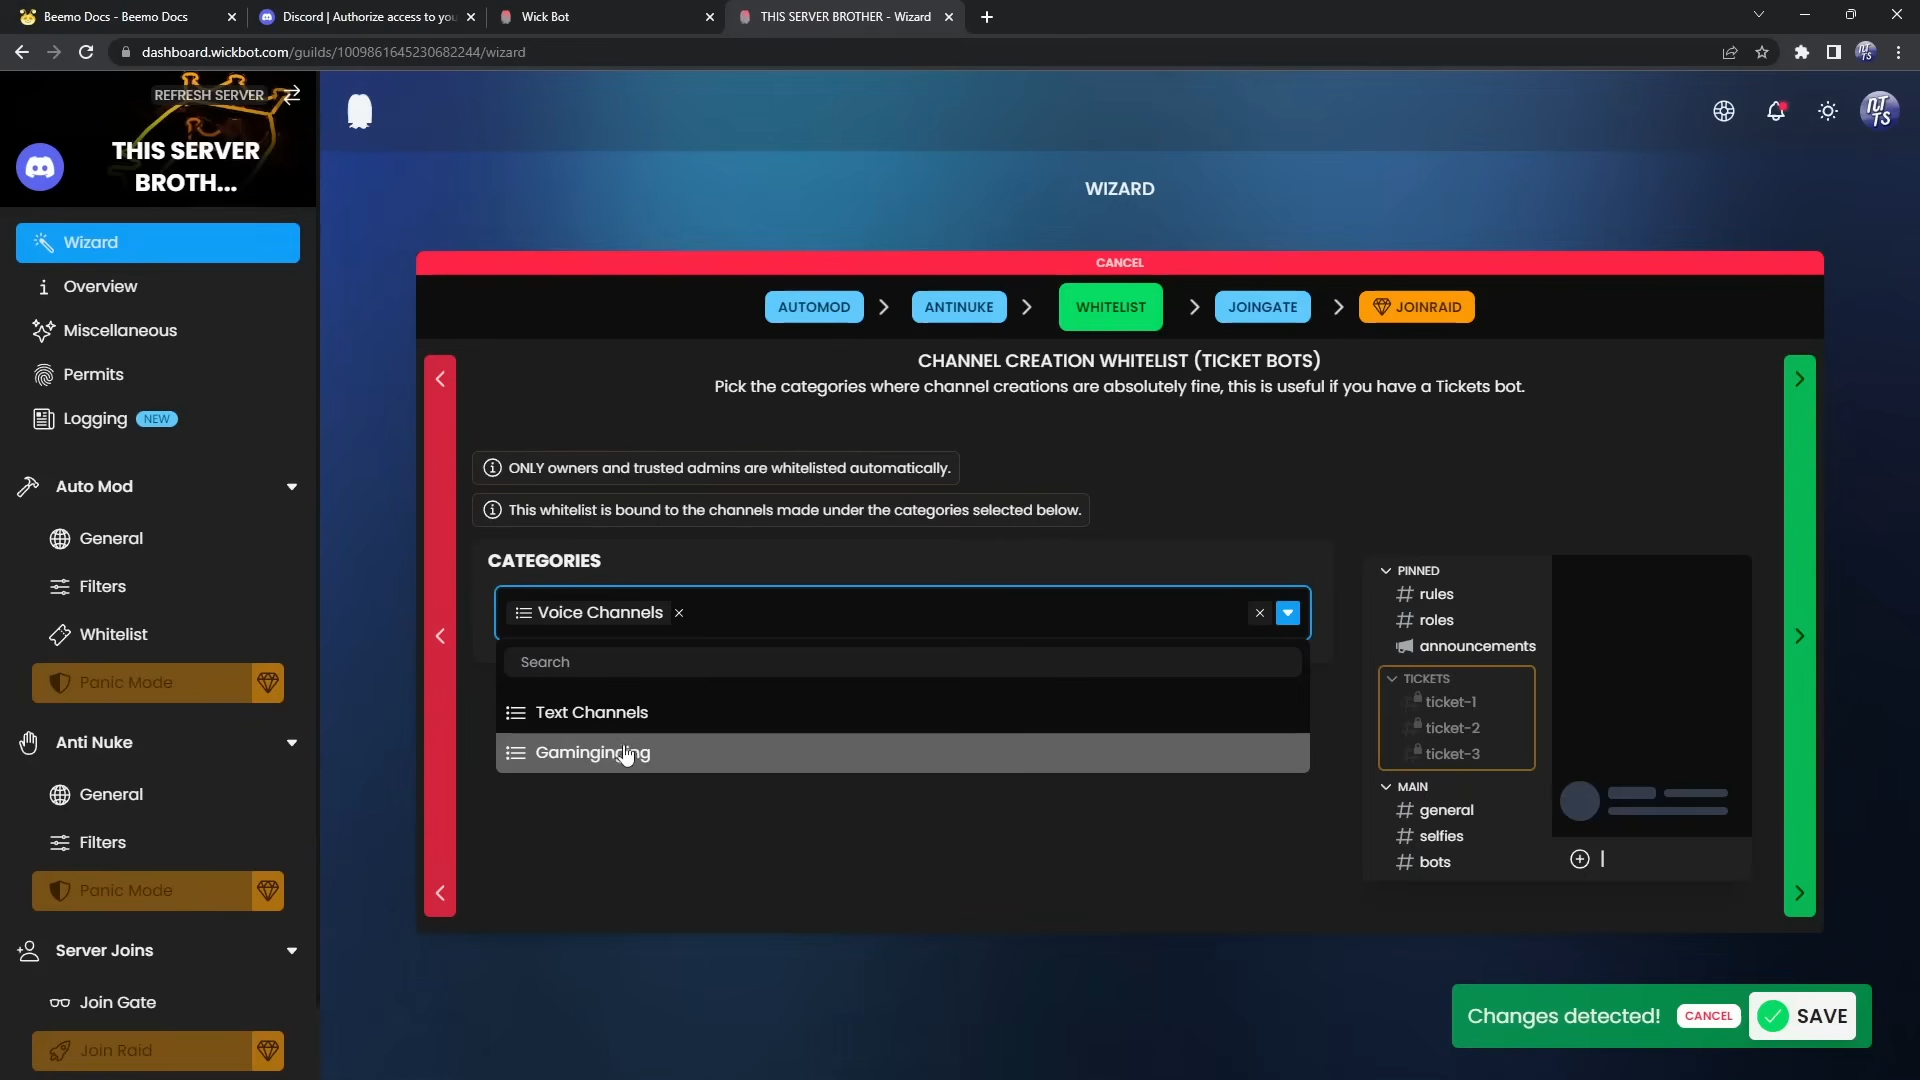 Beemo Docs - Beemo Docs
Discord | Authorize access to you
Wick Bot
THIS SERVER BROTHER - Wizard
dashboard.wickbot.com/guilds/1009861645230682244/wizard
REFRESH SERVER
THIS SERVER
BROTH...
Wizard
Overview
Miscellaneous
Permits
Logging NEW
Auto Mod
General
Filters
Whitelist
Panic Mode
Anti Nuke
General
Filters
Panic Mode
Server Joins
Join Gate
Join Raid
WIZARD
CANCEL
AUTOMOD
ANTINUKE
WHITELIST
JOINGATE
JOINRAID
CHANNEL CREATION WHITELIST (TICKET BOTS)
Pick the categories where channel creations are absolutely fine, this is useful if you have a Tickets bot.
ONLY owners and trusted admins are whitelisted automatically.
This whitelist is bound to the channels made under the categories selected below.
CATEGORIES
Voice Channels
Search
Text Channels
PINNED
# rules
# roles
announcements
TICKETS
ticket-1
ticket-2
ticket-3
MAIN
# general
# selfies
# bots
Changes detected!
CANCEL
SAVE